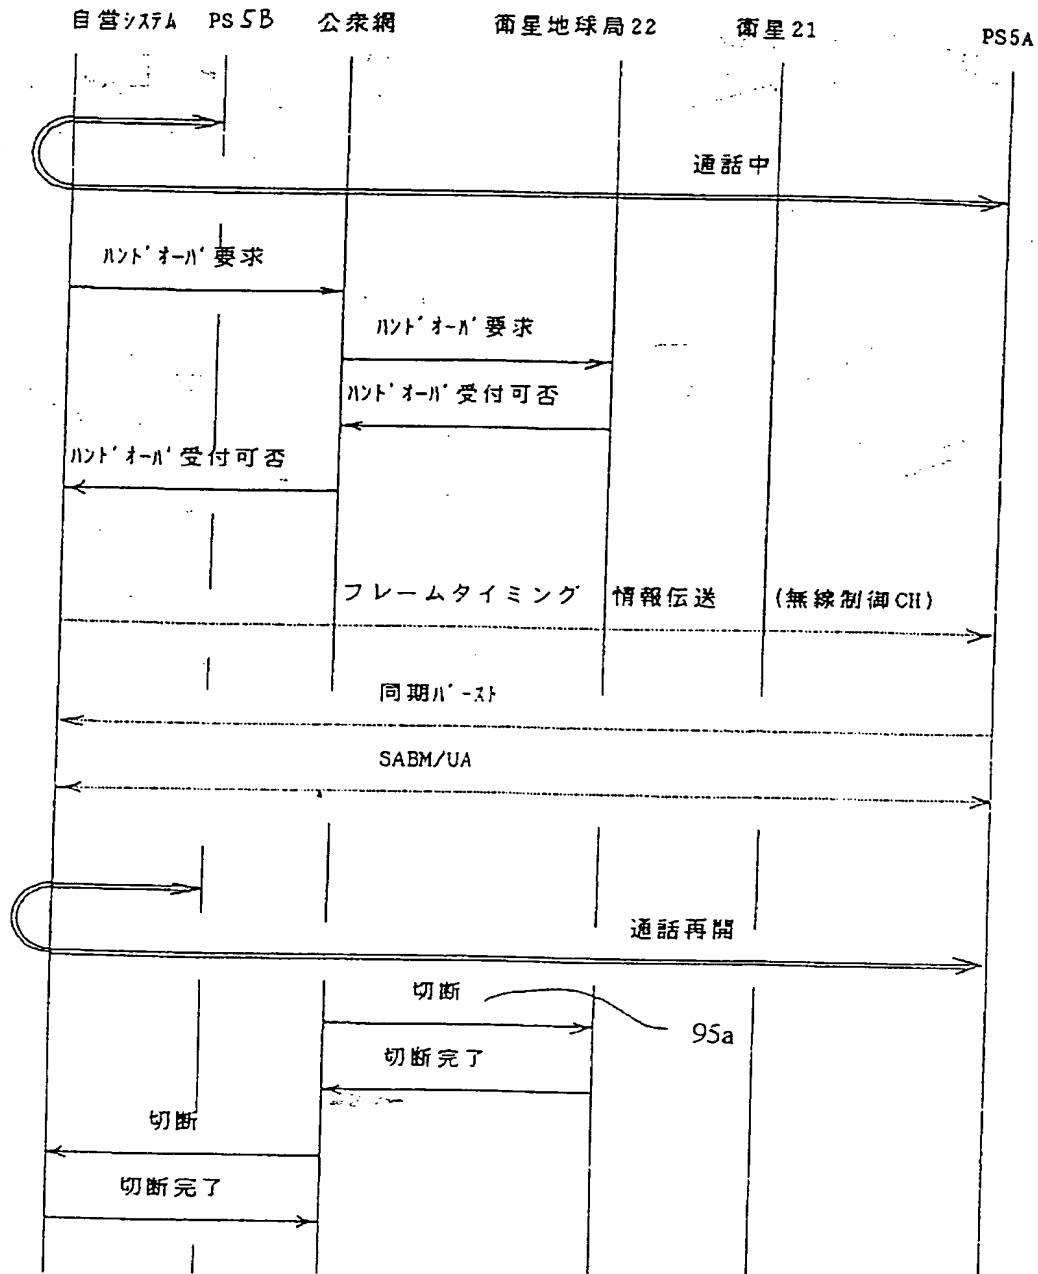 自営システム PS5B 公衆網 衛星地球局22 衛星21 PS5A
通話中
ハンドオーバ要求
ハンドオーバ要求
ハンドオーバ受付可否
ハンドオーバ受付可否
フレームタイミング 情報伝送 (無線制御CH)
同期バースト
SABM/UA
通話再開
切断
95a
切断完了
切断
切断完了